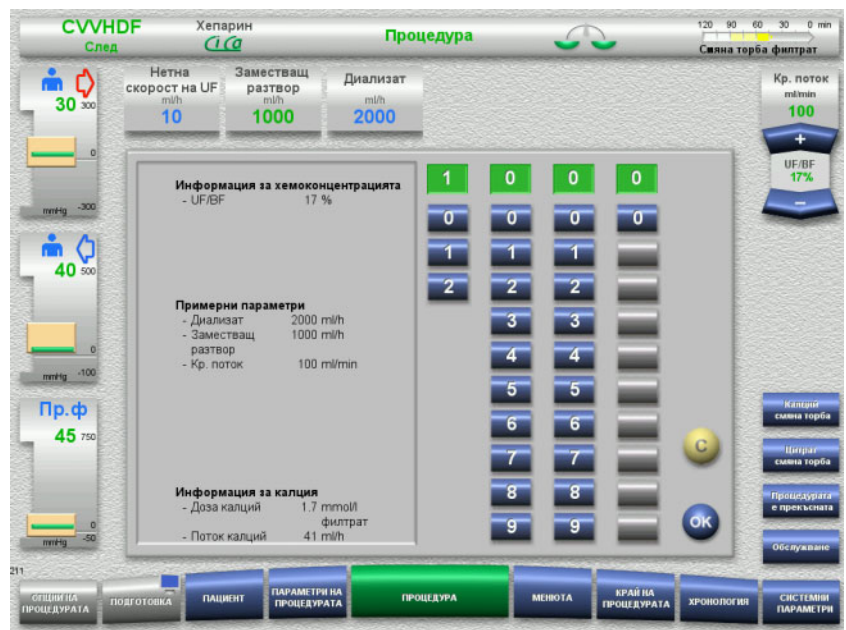 CVVHDF
След
Хепарин
CiCa
Процедура
120 90 60 30 0 min
Смяна торба филтрат
30 300
0
mmHg -300
40 500
0
mmHg -100
Пр.ф
45 750
0
mmHg -50
Нетна
скорост на UF
ml/h
10
Заместващ
разтвор
ml/h
1000
Диализат
ml/h
2000
Кр. поток
ml/min
100
+
UF/BF
17%
–
Информация за хемоконцентрацията
- UF/BF 17 %
Примерни параметри
- Диализат 2000 ml/h
- Заместващ 1000 ml/h
разтвор
- Кр. поток 100 ml/min
Информация за калция
- Доза калций 1.7 mmol/l
филтрат
- Поток калций 41 ml/h
1 0 0 0
0 0 0 0
1 1 1
2 2 2
3 3
4 4
5 5
6 6
7 7
8 8
9 9
C
OK
Калций
смяна торба
Цитрат
смяна торба
Процедурата
е прекъсната
Обслужване
211
ОПЦИИ НА
ПРОЦЕДУРАТА
ПОДГОТОВКА
ПАЦИЕНТ
ПАРАМЕТРИ НА
ПРОЦЕДУРАТА
ПРОЦЕДУРА
МЕНЮТА
КРАЙ НА
ПРОЦЕДУРАТА
ХРОНОЛОГИЯ
СИСТЕМНИ
ПАРАМЕТРИ